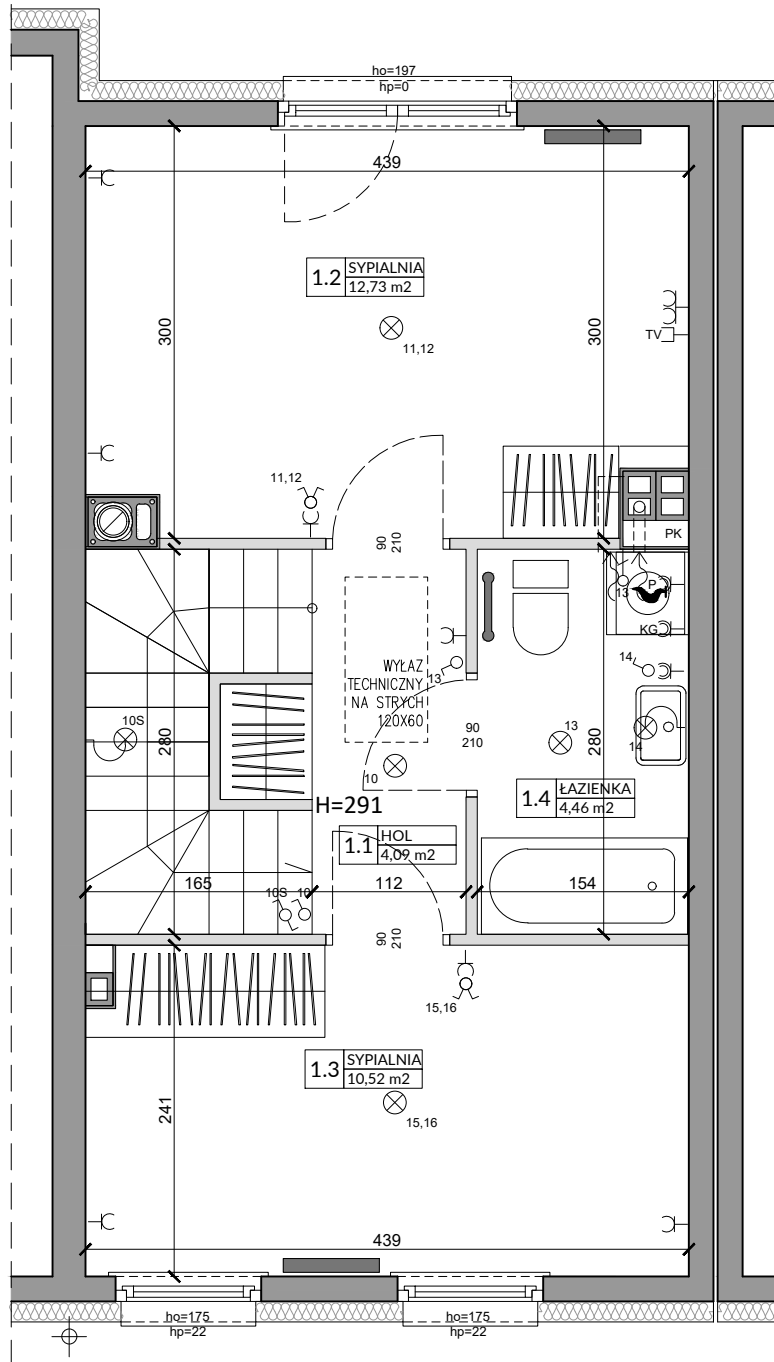 ho=197
hp=0
439
300
300
1.2
SYPIALNIA
12,73 m2
11,12
TV
11,12
90
210
PK
P
13
KG
14
13
WYŁAZ
TECHNICZNY
NA STRYCH
120X60
10S
280
90
210
13
14
280
10
H=291
1.4
ŁAZIENKA
4,46 m2
1.1
HOL
4,09 m2
165
112
154
10S
10
90
210
15,16
1.3
SYPIALNIA
10,52 m2
241
15,16
439
ho=175
hp=22
ho=175
hp=22